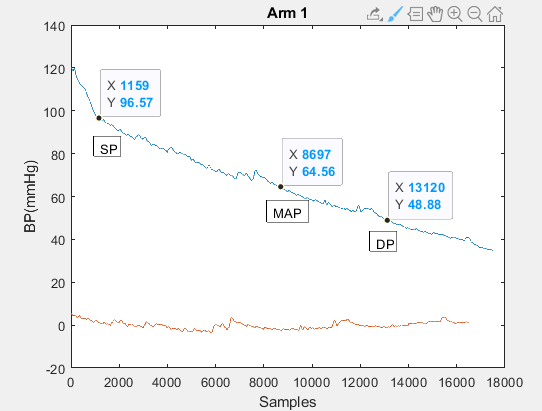 Arm 1
140
120
100
80
60
40
20
0
-20
BP(mmHg)
X 1159
Y 96.57
SP
X 8697
Y 64.56
MAP
X 13120
Y 48.88
DP
0 2000 4000 6000 8000 10000 12000 14000 16000 18000
Samples